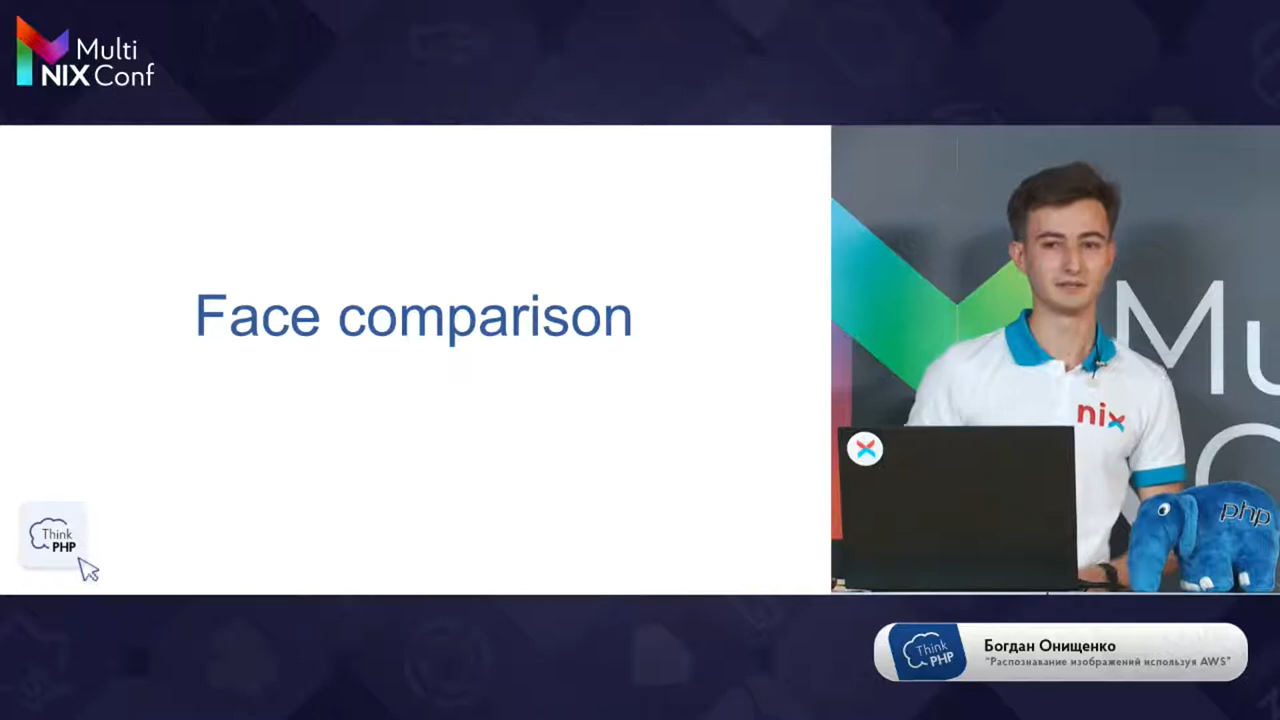 Multi
NIX Conf
Face comparison
Mu
nix
php
Think
PHP
Think
PHP
Богдан Онищенко
"Распознавание изображений используя AWS"